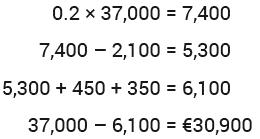 0.2 × 37,000 = 7,400
7,400 − 2,100 = 5,300
5,300 + 450 + 350 = 6,100
37,000 − 6,100 = €30,900